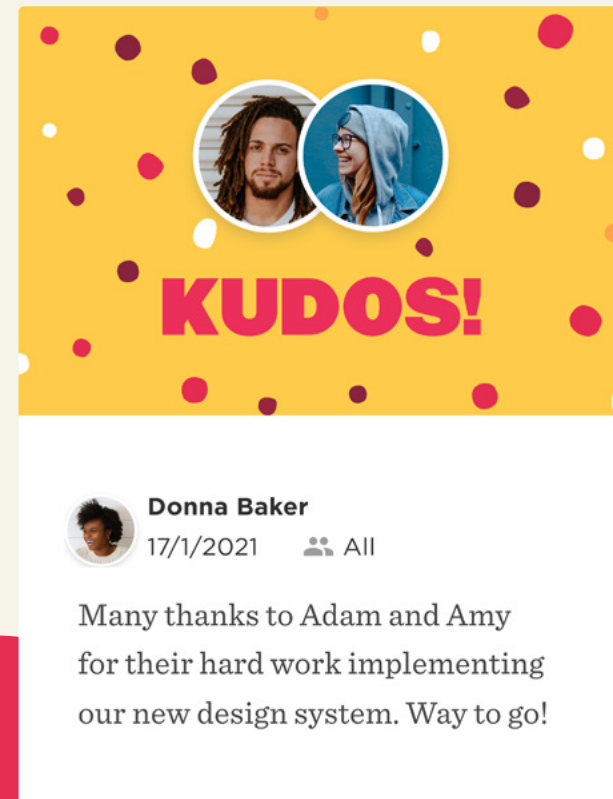 KUDOS!
Donna Baker
17/1/2021 All
Many thanks to Adam and Amy
for their hard work implementing
our new design system. Way to go!